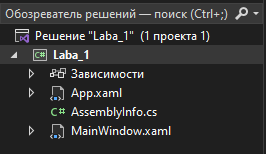 Обозреватель решений — поиск (Ctrl+;)
Решение "Laba_1" (1 проекта 1)
C# Laba_1
Зависимости
App.xaml
C# AssemblyInfo.cs
MainWindow.xaml